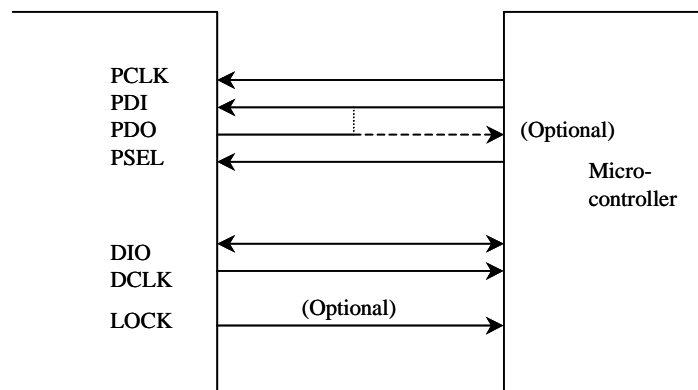 PCLK
PDI
PDO
(Optional)
PSEL
Micro-
controller
DIO
DCLK
(Optional)
LOCK